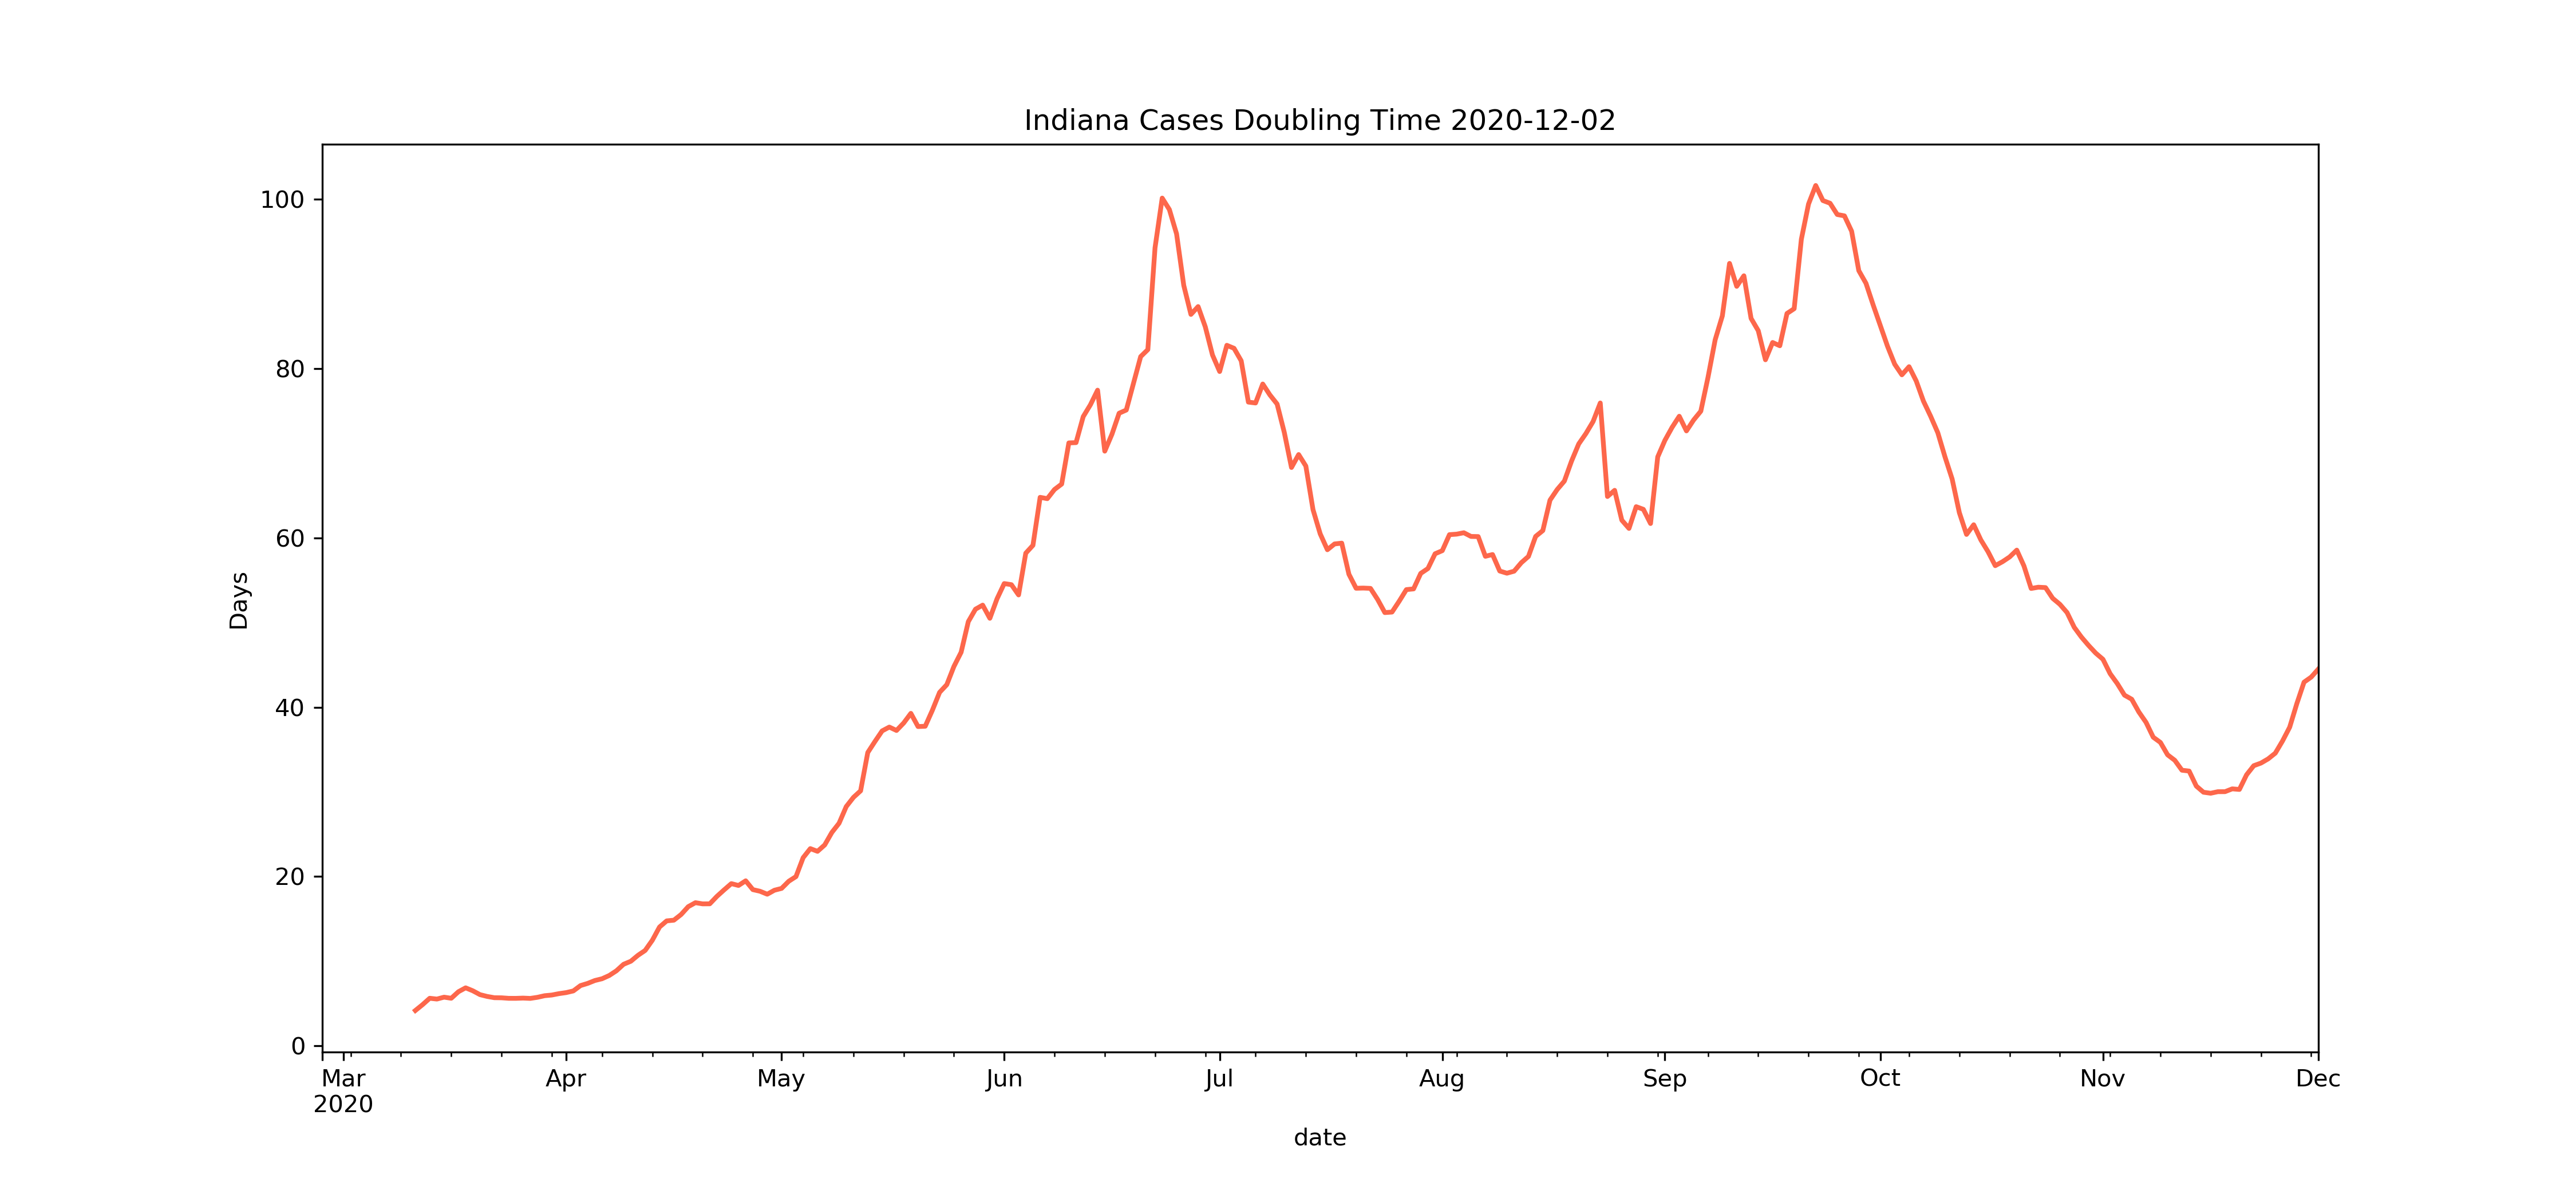 Indiana Cases Doubling Time 2020-12-02
100
80
60
40
20
0
Days
Mar Apr May Jun Jul Aug Sep Oct Nov Dec
2020
date